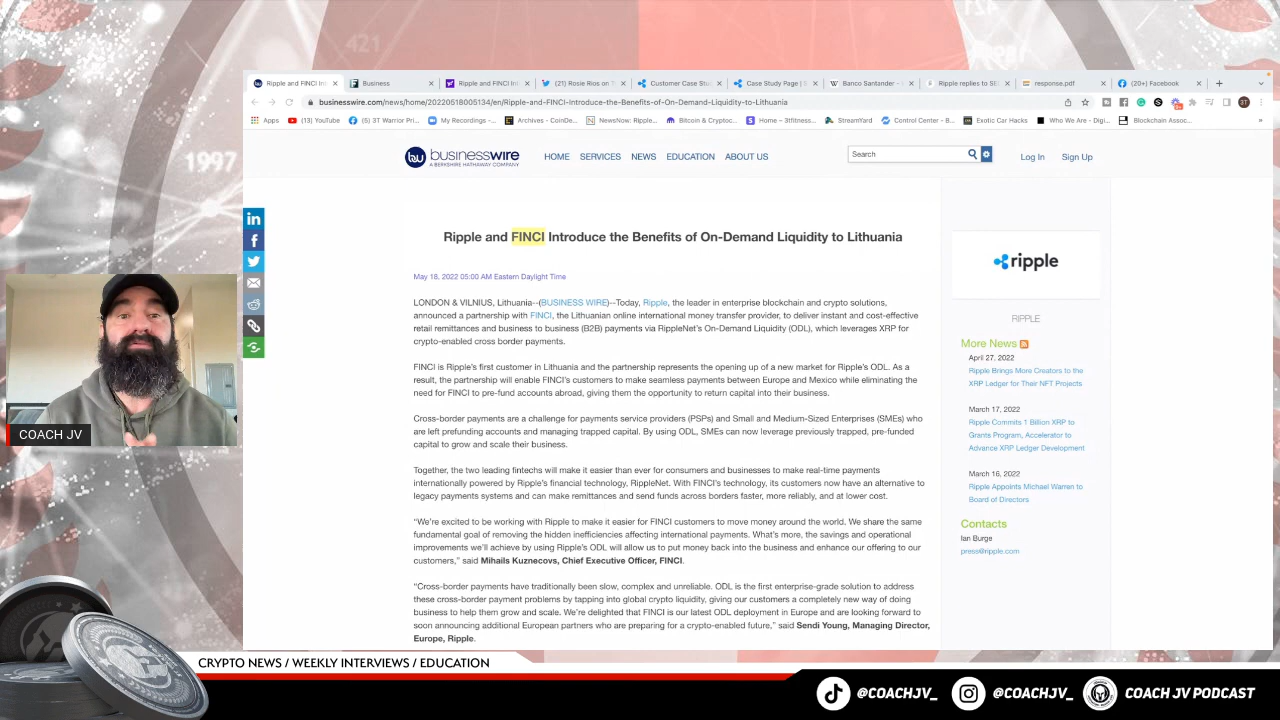 421
1997
Ripple and FINCI Int
Business
Ripple and FINCI Int
(21) Rosie Rios on T
Customer Case Stu
Case Study Page | S
Banco Santander -
Ripple replies to SE
response.pdf
(20+) Facebook
businesswire.com/news/home/20220518005134/en/Ripple-and-FINCI-Introduce-the-Benefits-of-On-Demand-Liquidity-to-Lithuania
Apps
(13) YouTube
(5) 3T Warrior Pri...
My Recordings -...
Archives - CoinDe...
NewsNow: Ripple...
Bitcoin & Cryptoc...
Home – 3tfitness...
StreamYard
Control Center - B...
Exotic Car Hacks
Who We Are - Digi...
Blockchain Assoc...
»
businesswire
A BERKSHIRE HATHAWAY COMPANY
HOME SERVICES NEWS EDUCATION ABOUT US
Search
Log In Sign Up
Ripple and FINCI Introduce the Benefits of On-Demand Liquidity to Lithuania
May 18, 2022 05:00 AM Eastern Daylight Time
LONDON & VILNIUS, Lithuania--(BUSINESS WIRE)--Today, Ripple, the leader in enterprise blockchain and crypto solutions,
announced a partnership with FINCI, the Lithuanian online international money transfer provider, to deliver instant and cost-effective
retail remittances and business to business (B2B) payments via RippleNet's On-Demand Liquidity (ODL), which leverages XRP for
crypto-enabled cross border payments.
FINCI is Ripple's first customer in Lithuania and the partnership represents the opening up of a new market for Ripple's ODL. As a
result, the partnership will enable FINCI's customers to make seamless payments between Europe and Mexico while eliminating the
need for FINCI to pre-fund accounts abroad, giving them the opportunity to return capital into their business.
Cross-border payments are a challenge for payments service providers (PSPs) and Small and Medium-Sized Enterprises (SMEs) who
are left prefunding accounts and managing trapped capital. By using ODL, SMEs can now leverage previously trapped, pre-funded
capital to grow and scale their business.
Together, the two leading fintechs will make it easier than ever for consumers and businesses to make real-time payments
internationally powered by Ripple's financial technology, RippleNet. With FINCI's technology, its customers now have an alternative to
legacy payments systems and can make remittances and send funds across borders faster, more reliably, and at lower cost.
“We're excited to be working with Ripple to make it easier for FINCI customers to move money around the world. We share the same
fundamental goal of removing the hidden inefficiencies affecting international payments. What's more, the savings and operational
improvements we'll achieve by using Ripple's ODL will allow us to put money back into the business and enhance our offering to our
customers,” said Mihails Kuznecovs, Chief Executive Officer, FINCI.
“Cross-border payments have traditionally been slow, complex and unreliable. ODL is the first enterprise-grade solution to address
these cross-border payment problems by tapping into global crypto liquidity, giving our customers a completely new way of doing
business to help them grow and scale. We're delighted that FINCI is our latest ODL deployment in Europe and are looking forward to
soon announcing additional European partners who are preparing for a crypto-enabled future,” said Sendi Young, Managing Director,
Europe, Ripple.
ripple
RIPPLE
More News
April 27, 2022
Ripple Brings More Creators to the
XRP Ledger for Their NFT Projects
March 17, 2022
Ripple Commits 1 Billion XRP to
Grants Program, Accelerator to
Advance XRP Ledger Development
March 16, 2022
Ripple Appoints Michael Warren to
Board of Directors
Contacts
Ian Burge
press@ripple.com
COACH JV
CRYPTO NEWS / WEEKLY INTERVIEWS / EDUCATION
@COACHJV_
@COACHJV_
COACH JV PODCAST